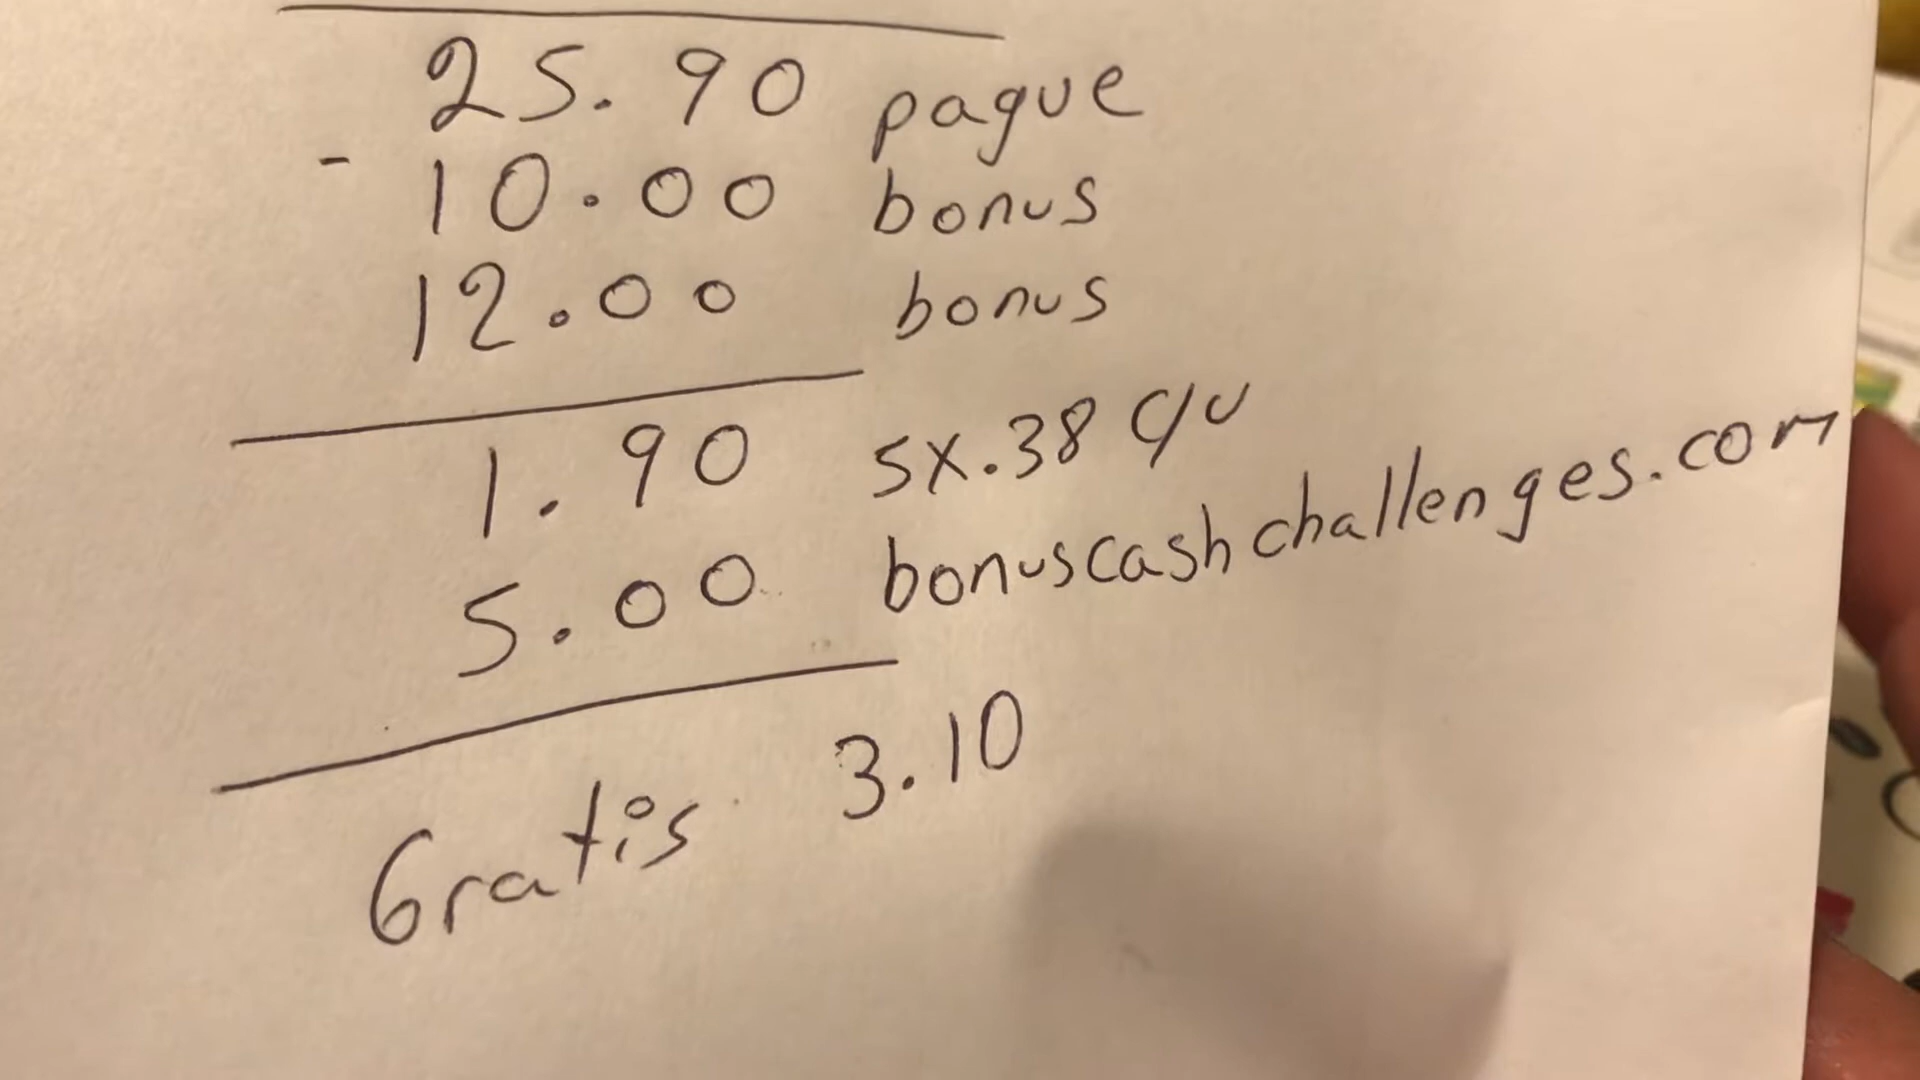 25.90 pague
- 10.00 bonus
12.00 bonus
1.90 5x.38 c/u
5.00 bonuscashchallenges.com
Gratis 3.10